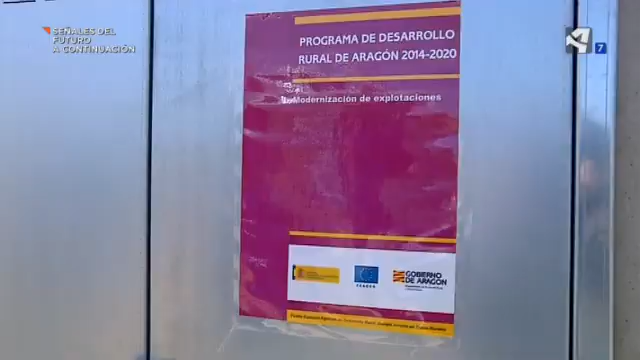 SEÑALES DEL
FUTURO
A CONTINUACIÓN
7
PROGRAMA DE DESARROLLO
RURAL DE ARAGÓN 2014-2020
Modernización de explotaciones
FEADER
GOBIERNO
DE ARAGON